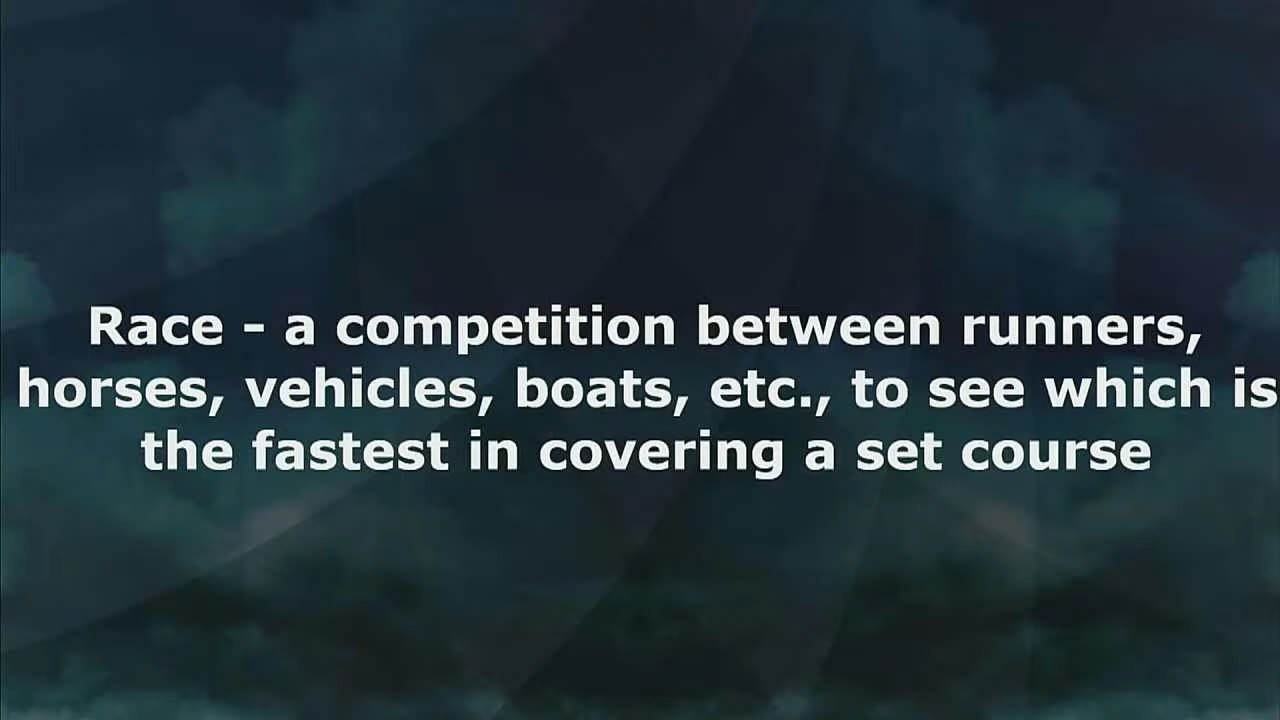 Race - a competition between runners,
horses, vehicles, boats, etc., to see which is
the fastest in covering a set course